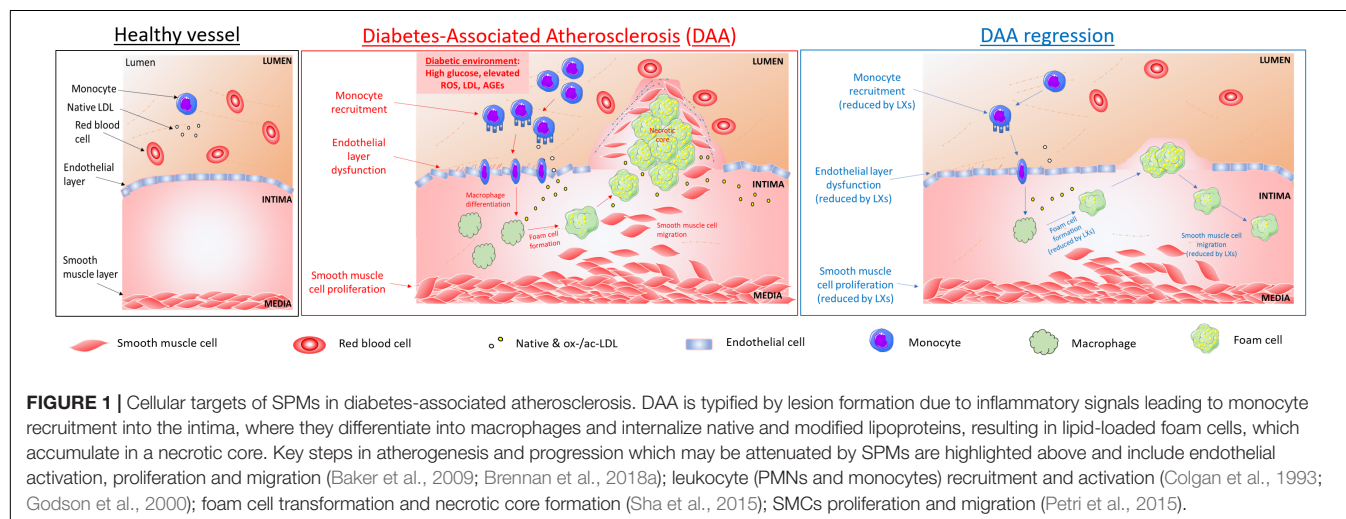 Healthy vessel
Lumen
LUMEN
Monocyte
Native LDL
Red blood
cell
Endothelial
layer
INTIMA
Smooth
muscle layer
MEDIA
Diabetes-Associated Atherosclerosis (DAA)
Diabetic environment:
High glucose, elevated
ROS, LDL, AGEs
LUMEN
Monocyte
recruitment
Necrotic
core
Endothelial
layer
dysfunction
INTIMA
Macrophage
differentiation
Foam cell
formation
Smooth muscle cell
migration
Smooth muscle
cell proliferation
MEDIA
DAA regression
LUMEN
Monocyte
recruitment
(reduced by LXs)
Endothelial layer
dysfunction
(reduced by LXs)
INTIMA
Foam cell
formation
(reduced by LXs)
Smooth muscle cell
migration
(reduced by LXs)
Smooth muscle
cell proliferation
(reduced by LXs)
MEDIA
Smooth muscle cell
Red blood cell
Native & ox-/ac-LDL
Endothelial cell
Monocyte
Macrophage
Foam cell
FIGURE 1 | Cellular targets of SPMs in diabetes-associated atherosclerosis. DAA is typified by lesion formation due to inflammatory signals leading to monocyte
recruitment into the intima, where they differentiate into macrophages and internalize native and modified lipoproteins, resulting in lipid-loaded foam cells, which
accumulate in a necrotic core. Key steps in atherogenesis and progression which may be attenuated by SPMs are highlighted above and include endothelial
activation, proliferation and migration (Baker et al., 2009; Brennan et al., 2018a); leukocyte (PMNs and monocytes) recruitment and activation (Colgan et al., 1993;
Godson et al., 2000); foam cell transformation and necrotic core formation (Sha et al., 2015); SMCs proliferation and migration (Petri et al., 2015).